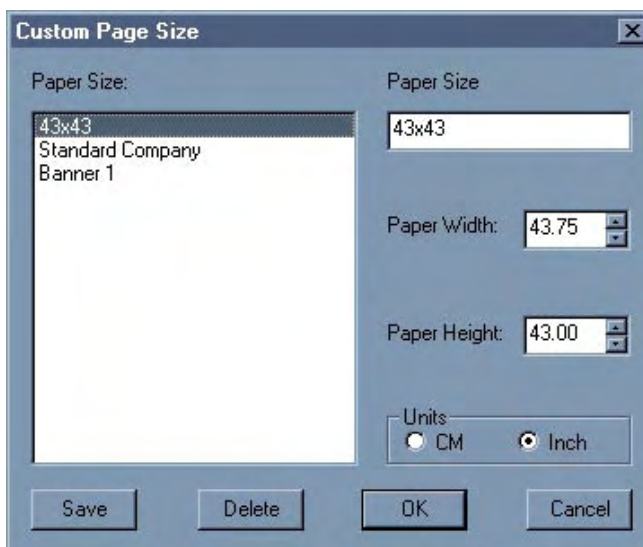 Custom Page Size
Paper Size:
43x43
Standard Company
Banner 1
Paper Size
43x43
Paper Width: 43.75
Paper Height: 43.00
Units
CM Inch
Save Delete OK Cancel